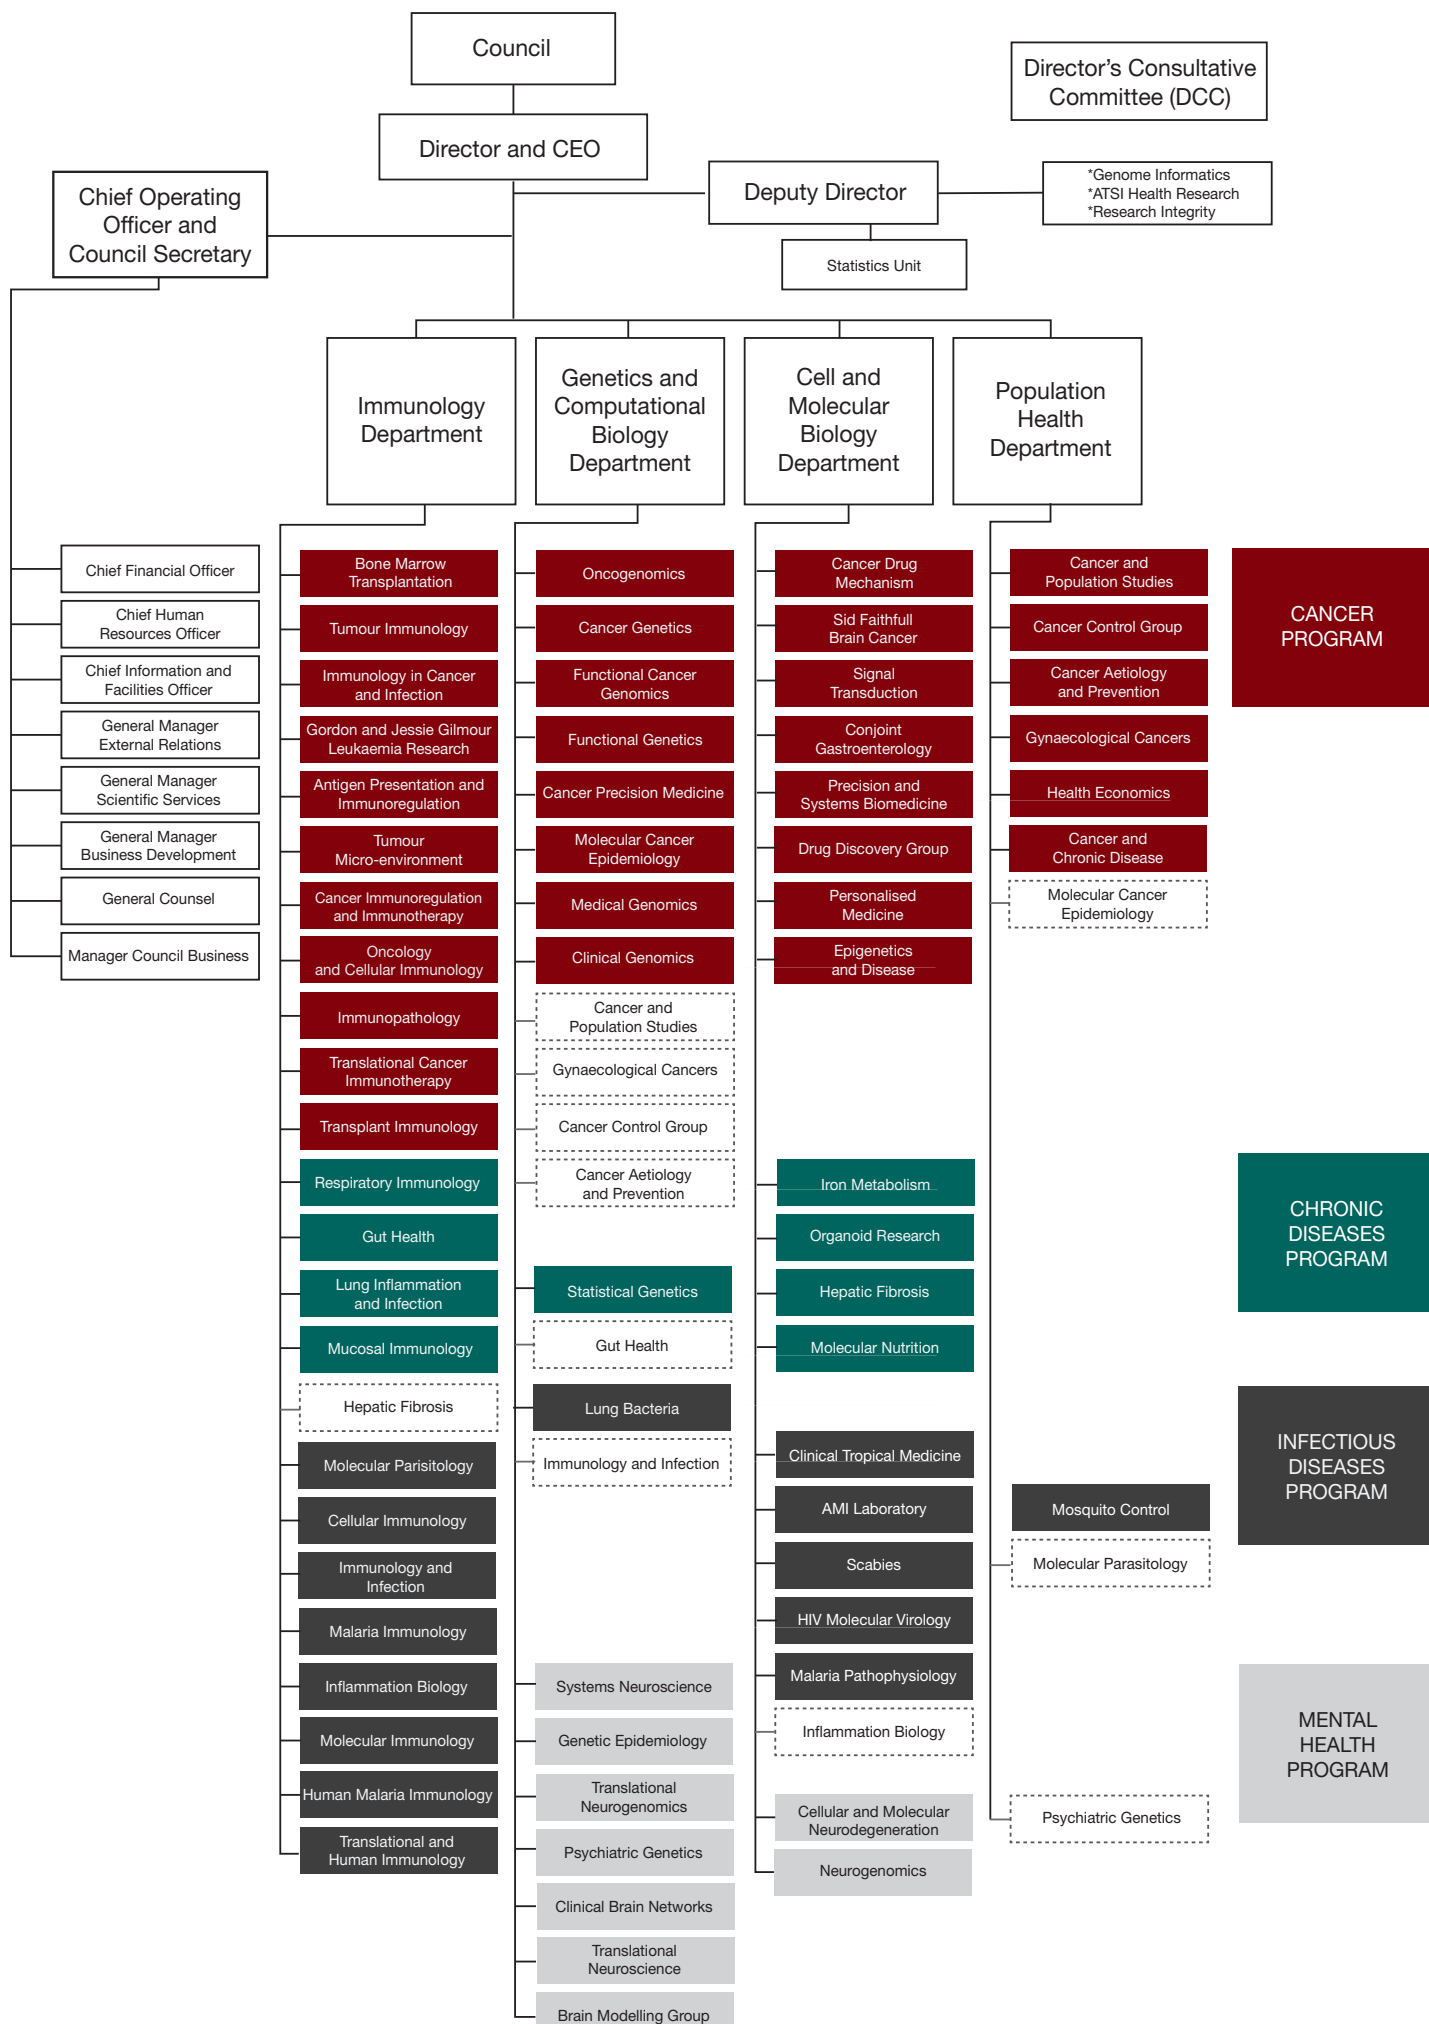 Council
Director's Consultative
Committee (DCC)
Director and CEO
Deputy Director
*Genome Informatics
*ATSI Health Research
*Research Integrity
Chief Operating
Officer and
Council Secretary
Statistics Unit
Immunology
Department
Genetics and
Computational
Biology
Department
Cell and
Molecular
Biology
Department
Population
Health
Department
Chief Financial Officer
Chief Human
Resources Officer
Chief Information and
Facilities Officer
General Manager
External Relations
General Manager
Scientific Services
General Manager
Business Development
General Counsel
Manager Council Business
Bone Marrow
Transplantation
Tumour Immunology
Immunology in Cancer
and Infection
Gordon and Jessie Gilmour
Leukaemia Research
Antigen Presentation and
Immunoregulation
Tumour
Micro-environment
Cancer Immunoregulation
and Immunotherapy
Oncology
and Cellular Immunology
Immunopathology
Translational Cancer
Immunotherapy
Transplant Immunology
Respiratory Immunology
Gut Health
Lung Inflammation
and Infection
Mucosal Immunology
Hepatic Fibrosis
Molecular Parisitology
Cellular Immunology
Immunology and
Infection
Malaria Immunology
Inflammation Biology
Molecular Immunology
Human Malaria Immunology
Translational and
Human Immunology
Oncogenomics
Cancer Genetics
Functional Cancer
Genomics
Functional Genetics
Cancer Precision Medicine
Molecular Cancer
Epidemiology
Medical Genomics
Clinical Genomics
Cancer and
Population Studies
Gynaecological Cancers
Cancer Control Group
Cancer Aetiology
and Prevention
Statistical Genetics
Gut Health
Lung Bacteria
Immunology and Infection
Systems Neuroscience
Genetic Epidemiology
Translational
Neurogenomics
Psychiatric Genetics
Clinical Brain Networks
Translational
Neuroscience
Brain Modelling Group
Cancer Drug
Mechanism
Sid Faithfull
Brain Cancer
Signal
Transduction
Conjoint
Gastroenterology
Precision and
Systems Biomedicine
Drug Discovery Group
Personalised
Medicine
Epigenetics
and Disease
Iron Metabolism
Organoid Research
Hepatic Fibrosis
Molecular Nutrition
Clinical Tropical Medicine
AMI Laboratory
Scabies
HIV Molecular Virology
Malaria Pathophysiology
Inflammation Biology
Cellular and Molecular
Neurodegeneration
Neurogenomics
Cancer and
Population Studies
Cancer Control Group
Cancer Aetiology
and Prevention
Gynaecological Cancers
Health Economics
Cancer and
Chronic Disease
Molecular Cancer
Epidemiology
Mosquito Control
Molecular Parasitology
Psychiatric Genetics
CANCER
PROGRAM
CHRONIC
DISEASES
PROGRAM
INFECTIOUS
DISEASES
PROGRAM
MENTAL
HEALTH
PROGRAM